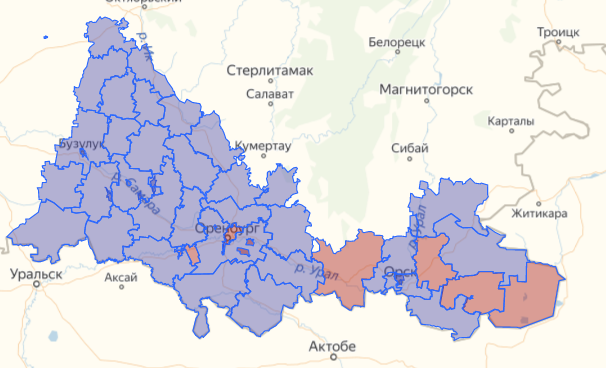 Октябрьский
р. Ик
Троицк
Белорецк
Стерлитамак
Салават
Магнитогорск
Карталы
Бузулук
Кумертау
Сибай
р. Самара
Житикара
р. Урал
Оренбург
Уральск
Аксай
р. Урал
Орск
Актобе